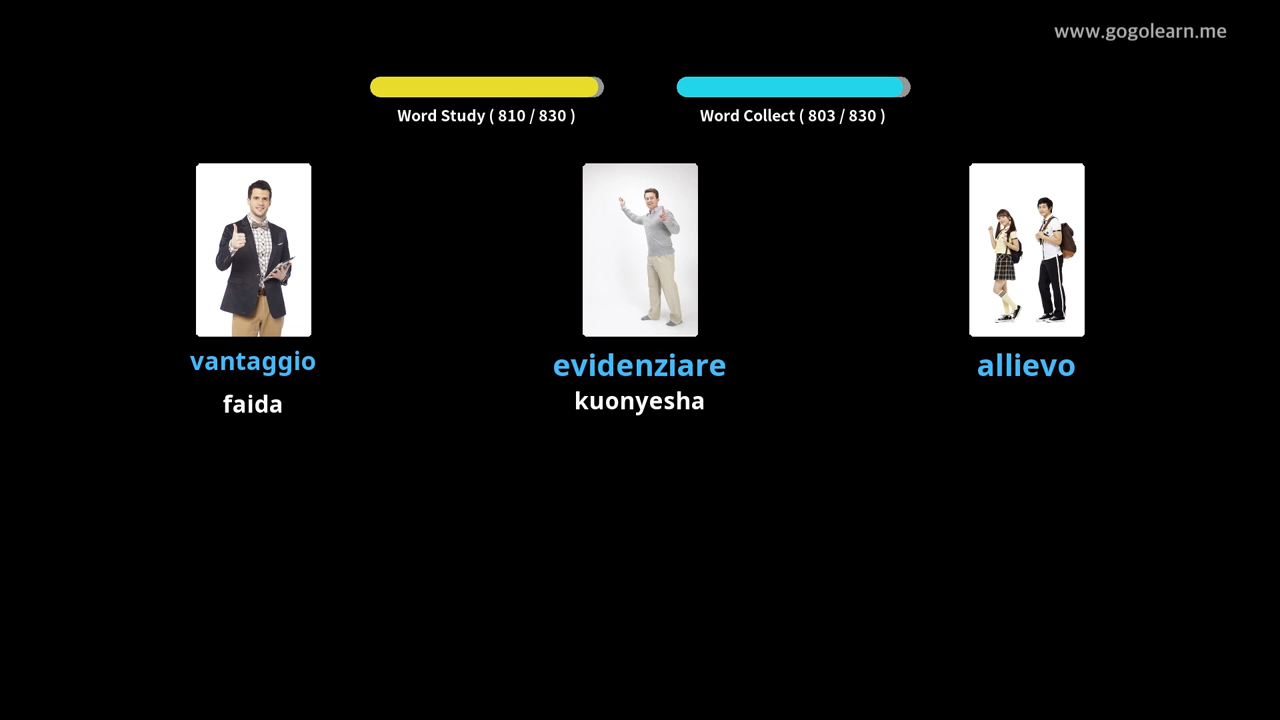 www.gogolearn.me
Word Study ( 810 / 830 )
Word Collect ( 803 / 830 )
vantaggio
faida
evidenziare
kuonyesha
allievo